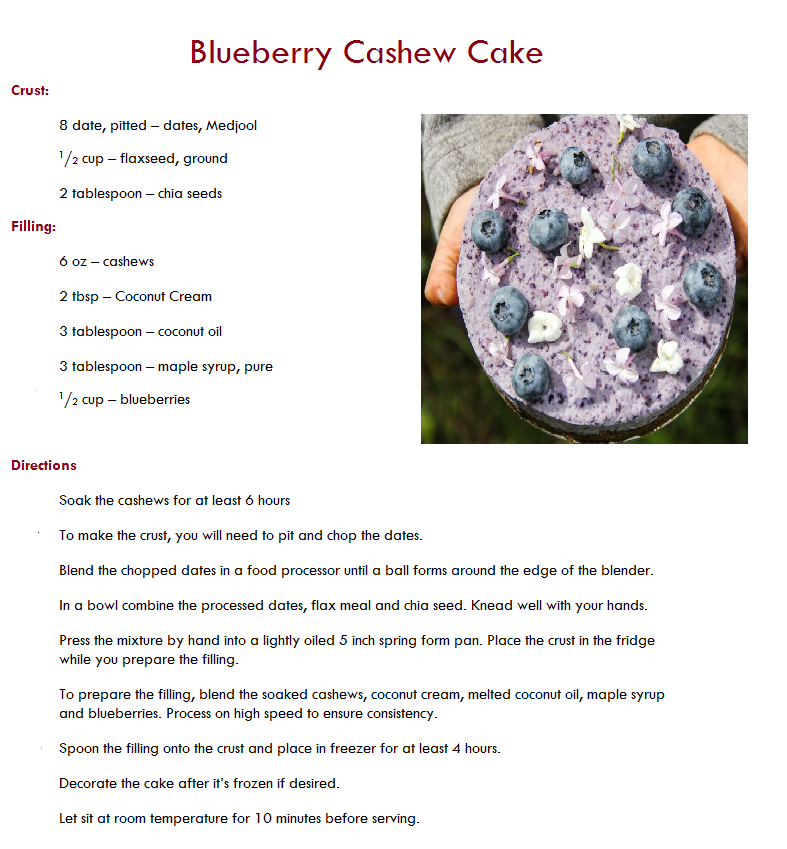 Blueberry Cashew Cake
Crust:
8 date, pitted – dates, Medjool
1/2 cup – flaxseed, ground
2 tablespoon – chia seeds
Filling:
6 oz – cashews
2 tbsp – Coconut Cream
3 tablespoon – coconut oil
3 tablespoon – maple syrup, pure
1/2 cup – blueberries
Directions
Soak the cashews for at least 6 hours
To make the crust, you will need to pit and chop the dates.
Blend the chopped dates in a food processor until a ball forms around the edge of the blender.
In a bowl combine the processed dates, flax meal and chia seed. Knead well with your hands.
Press the mixture by hand into a lightly oiled 5 inch spring form pan. Place the crust in the fridge
while you prepare the filling.
To prepare the filling, blend the soaked cashews, coconut cream, melted coconut oil, maple syrup
and blueberries. Process on high speed to ensure consistency.
Spoon the filling onto the crust and place in freezer for at least 4 hours.
Decorate the cake after it’s frozen if desired.
Let sit at room temperature for 10 minutes before serving.